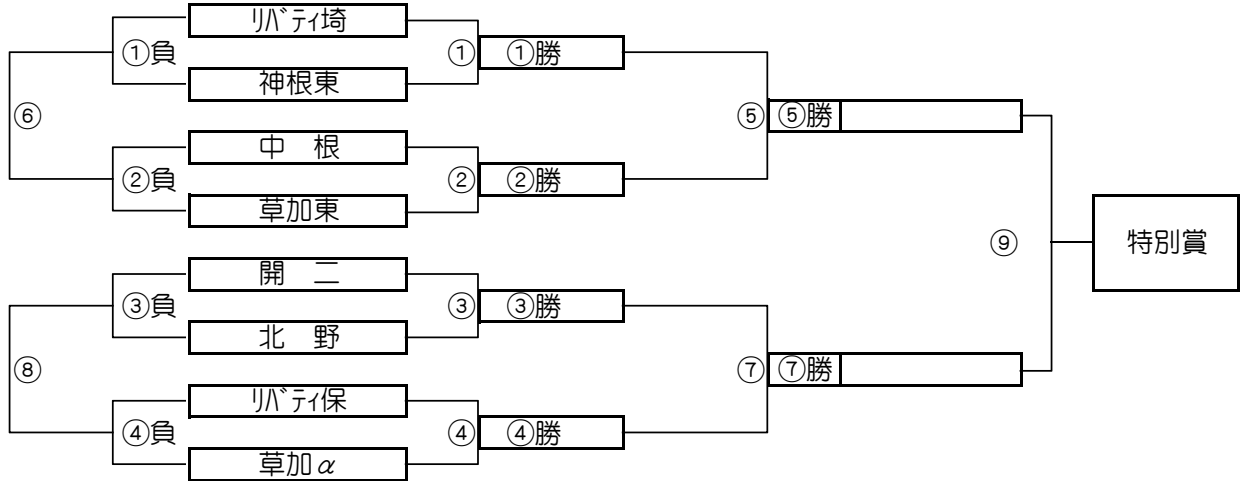 リバティ埼
①負 ① ①勝
神根東
⑥ ⑤ ⑤勝
中 根
②負 ② ②勝
草加東
⑨ 特別賞
開 二
③負 ③ ③勝
北 野
⑧ ⑦ ⑦勝
リバティ保
④負 ④ ④勝
草加α